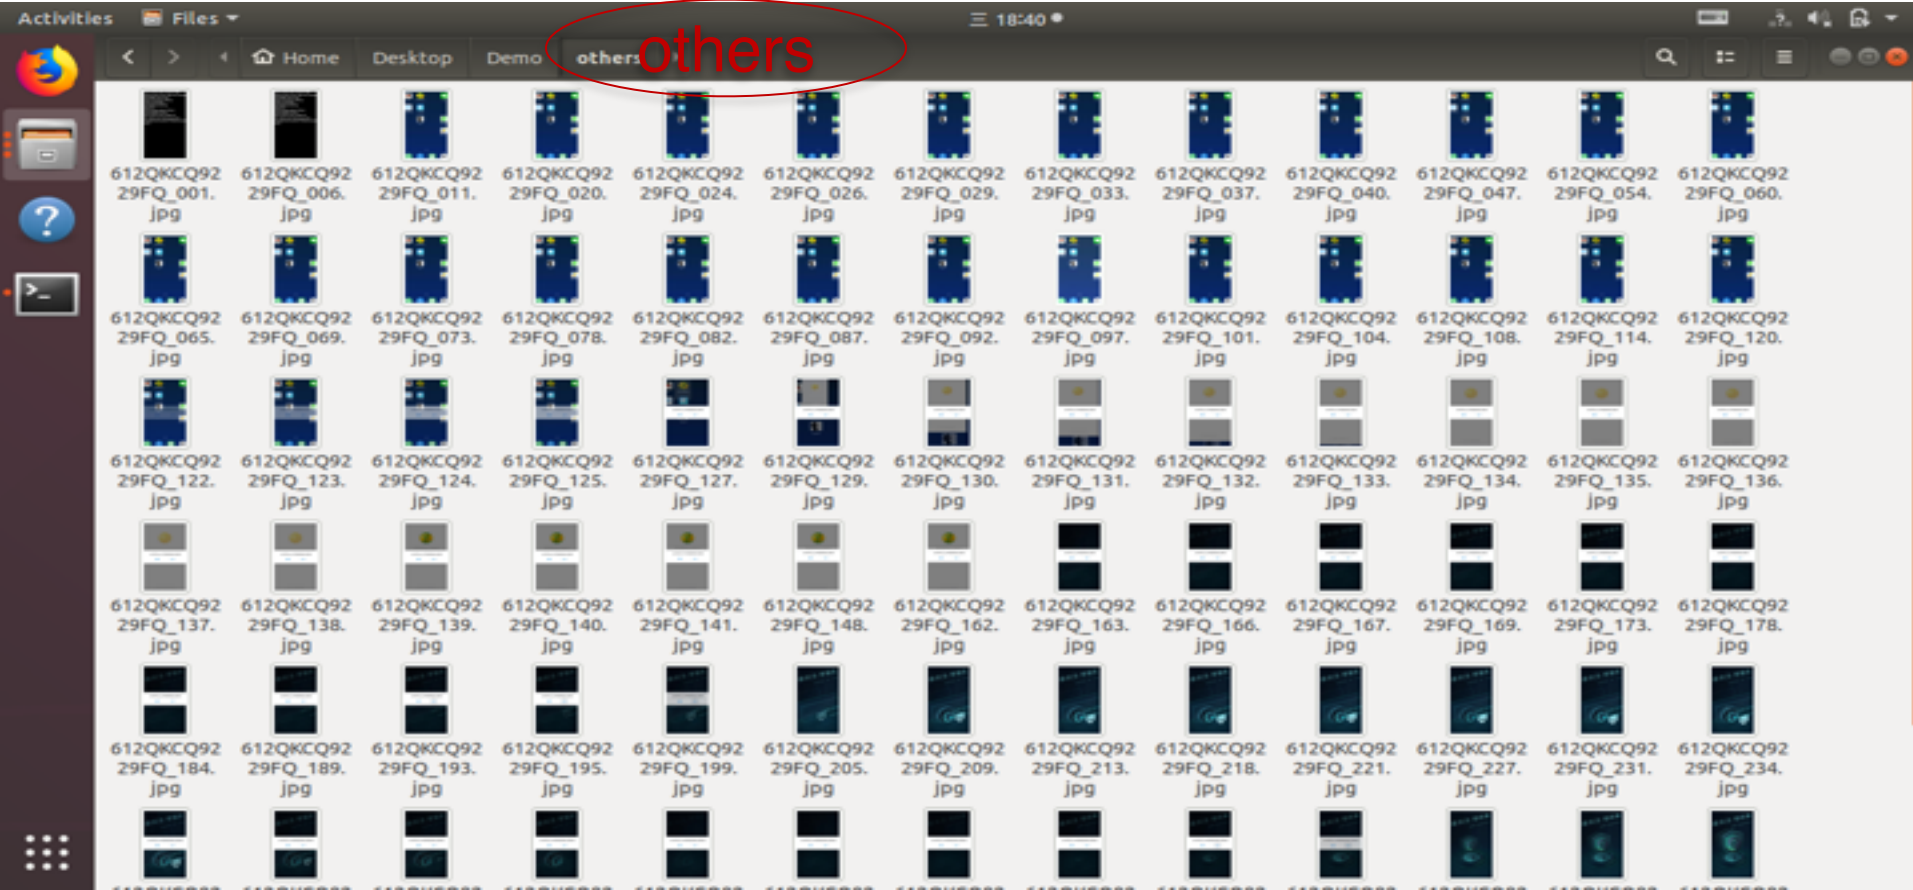 Activities Files 三 18:40
Home Desktop Demo others others
612QKCQ92 612QKCQ92 612QKCQ92 612QKCQ92 612QKCQ92 612QKCQ92 612QKCQ92 612QKCQ92 612QKCQ92 612QKCQ92 612QKCQ92 612QKCQ92 612QKCQ92
29FQ_001. 29FQ_006. 29FQ_011. 29FQ_020. 29FQ_024. 29FQ_026. 29FQ_029. 29FQ_033. 29FQ_037. 29FQ_040. 29FQ_047. 29FQ_054. 29FQ_060.
jpg jpg jpg jpg jpg jpg jpg jpg jpg jpg jpg jpg jpg
612QKCQ92 612QKCQ92 612QKCQ92 612QKCQ92 612QKCQ92 612QKCQ92 612QKCQ92 612QKCQ92 612QKCQ92 612QKCQ92 612QKCQ92 612QKCQ92 612QKCQ92
29FQ_065. 29FQ_069. 29FQ_073. 29FQ_078. 29FQ_082. 29FQ_087. 29FQ_092. 29FQ_097. 29FQ_101. 29FQ_104. 29FQ_108. 29FQ_114. 29FQ_120.
jpg jpg jpg jpg jpg jpg jpg jpg jpg jpg jpg jpg jpg
612QKCQ92 612QKCQ92 612QKCQ92 612QKCQ92 612QKCQ92 612QKCQ92 612QKCQ92 612QKCQ92 612QKCQ92 612QKCQ92 612QKCQ92 612QKCQ92 612QKCQ92
29FQ_122. 29FQ_123. 29FQ_124. 29FQ_125. 29FQ_127. 29FQ_129. 29FQ_130. 29FQ_131. 29FQ_132. 29FQ_133. 29FQ_134. 29FQ_135. 29FQ_136.
jpg jpg jpg jpg jpg jpg jpg jpg jpg jpg jpg jpg jpg
612QKCQ92 612QKCQ92 612QKCQ92 612QKCQ92 612QKCQ92 612QKCQ92 612QKCQ92 612QKCQ92 612QKCQ92 612QKCQ92 612QKCQ92 612QKCQ92 612QKCQ92
29FQ_137. 29FQ_138. 29FQ_139. 29FQ_140. 29FQ_141. 29FQ_148. 29FQ_162. 29FQ_163. 29FQ_166. 29FQ_167. 29FQ_169. 29FQ_173. 29FQ_178.
jpg jpg jpg jpg jpg jpg jpg jpg jpg jpg jpg jpg jpg
612QKCQ92 612QKCQ92 612QKCQ92 612QKCQ92 612QKCQ92 612QKCQ92 612QKCQ92 612QKCQ92 612QKCQ92 612QKCQ92 612QKCQ92 612QKCQ92 612QKCQ92
29FQ_184. 29FQ_189. 29FQ_193. 29FQ_195. 29FQ_199. 29FQ_205. 29FQ_209. 29FQ_213. 29FQ_218. 29FQ_221. 29FQ_227. 29FQ_231. 29FQ_234.
jpg jpg jpg jpg jpg jpg jpg jpg jpg jpg jpg jpg jpg